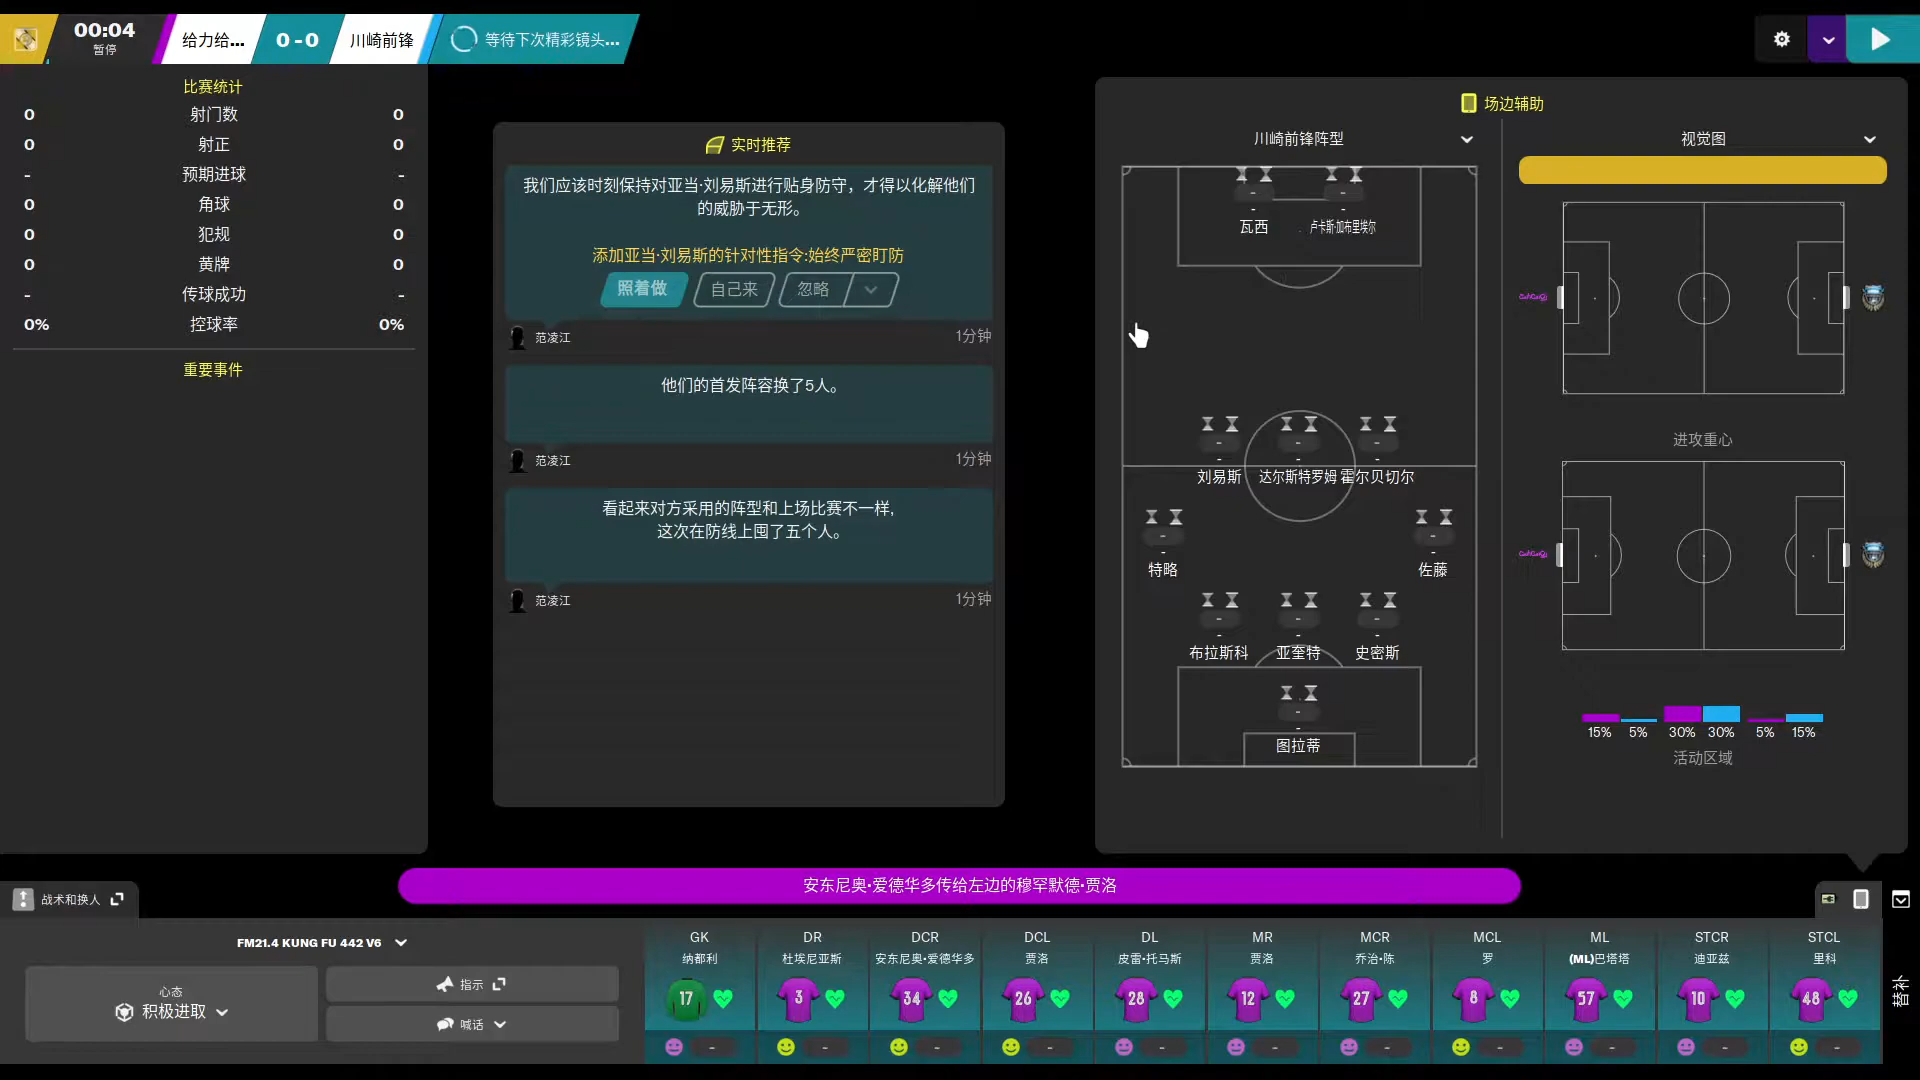 00:04
暂停
给力给...
0 - 0
川崎前锋
等待下次精彩镜头...
比赛统计
0 射门数 0
0 射正 0
- 预期进球 -
0 角球 0
0 犯规 0
0 黄牌 0
- 传球成功 -
0% 控球率 0%
重要事件
实时推荐
我们应该时刻保持对亚当·刘易斯进行贴身防守，才得以化解他们
的威胁于无形。
添加亚当·刘易斯的针对性指令:始终严密盯防
照着做 自己来 忽略
范凌江 1分钟
他们的首发阵容换了5人。
范凌江 1分钟
看起来对方采用的阵型和上场比赛不一样,
这次在防线上囤了五个人。
范凌江 1分钟
场边辅助
川崎前锋阵型
- -
- -
瓦西 卢卡斯·加布里埃尔
- - -
- - -
刘易斯 达尔斯特罗姆 霍尔贝切尔
- -
- -
特略 佐藤
- - -
- - -
布拉斯科 亚奎特 史密斯
-
-
图拉蒂
视觉图
进攻重心
15% 5% 30% 30% 5% 15%
活动区域
安东尼奥·爱德华多传给左边的穆罕默德·贾洛
战术和换人
FM21.4 KUNG FU 442 V6
心态
积极进取
指示
喊话
GK DR DCR DCL DL MR MCR MCL ML STCR STCL
纳都利 杜埃尼亚斯 安东尼奥·爱德华多 贾洛 皮雷·托马斯 贾洛 乔治·陈 罗 (ML)巴塔塔 迪亚兹 里科
17 3 34 26 28 12 27 8 57 10 48
- - - - - - - - - - -
替补